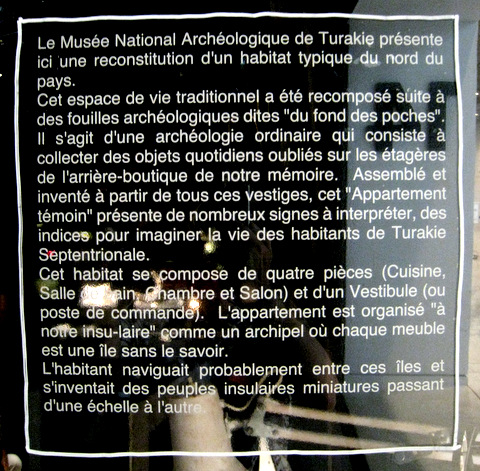 Le Musée National Archéologique de Turakie présente
ici une reconstitution d'un habitat typique du nord du
pays.
Cet espace de vie traditionnel a été recomposé suite à
des fouilles archéologiques dites "du fond des poches".
Il s'agit d'une archéologie ordinaire qui consiste à
collecter des objets quotidiens oubliés sur les étagères
de l'arrière-boutique de notre mémoire. Assemblé et
inventé à partir de tous ces vestiges, cet "Appartement
témoin" présente de nombreux signes à interpréter, des
indices pour imaginer la vie des habitants de Turakie
Septentrionale.
Cet habitat se compose de quatre pièces (Cuisine,
Salle Bain, Chambre et Salon) et d'un Vestibule (ou
poste de commande). L'appartement est organisé "à
notre insu-laire" comme un archipel où chaque meuble
est une île sans le savoir.
L'habitant naviguait probablement entre ces îles et
s'inventait des peuples insulaires miniatures passant
d'une échelle à l'autre.